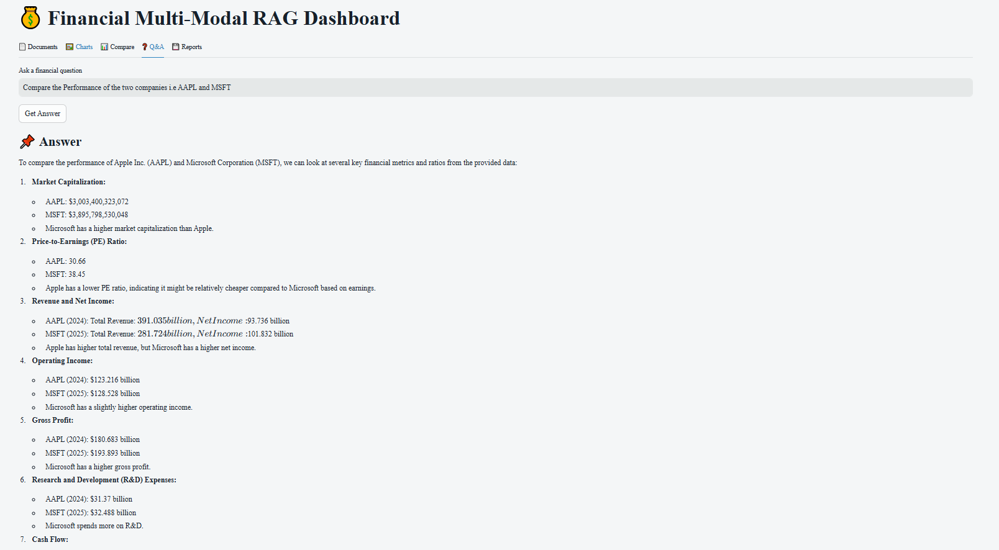 Financial Multi-Modal RAG Dashboard
Documents Charts Compare Q&A Reports
Ask a financial question
Compare the Performance of the two companies i.e AAPL and MSFT
Get Answer
Answer
To compare the performance of Apple Inc. (AAPL) and Microsoft Corporation (MSFT), we can look at several key financial metrics and ratios from the provided data:
1. Market Capitalization:
AAPL: $3,003,400,323,072
MSFT: $3,895,798,530,048
Microsoft has a higher market capitalization than Apple.
2. Price-to-Earnings (PE) Ratio:
AAPL: 30.66
MSFT: 38.45
Apple has a lower PE ratio, indicating it might be relatively cheaper compared to Microsoft based on earnings.
3. Revenue and Net Income:
AAPL (2024): Total Revenue: 391.035billion, NetIncome :93.736 billion
MSFT (2025): Total Revenue: 281.724billion, NetIncome :101.832 billion
Apple has higher total revenue, but Microsoft has a higher net income.
4. Operating Income:
AAPL (2024): $123.216 billion
MSFT (2025): $128.528 billion
Microsoft has a slightly higher operating income.
5. Gross Profit:
AAPL (2024): $180.683 billion
MSFT (2025): $193.893 billion
Microsoft has a higher gross profit.
6. Research and Development (R&D) Expenses:
AAPL (2024): $31.37 billion
MSFT (2025): $32.488 billion
Microsoft spends more on R&D.
7. Cash Flow: